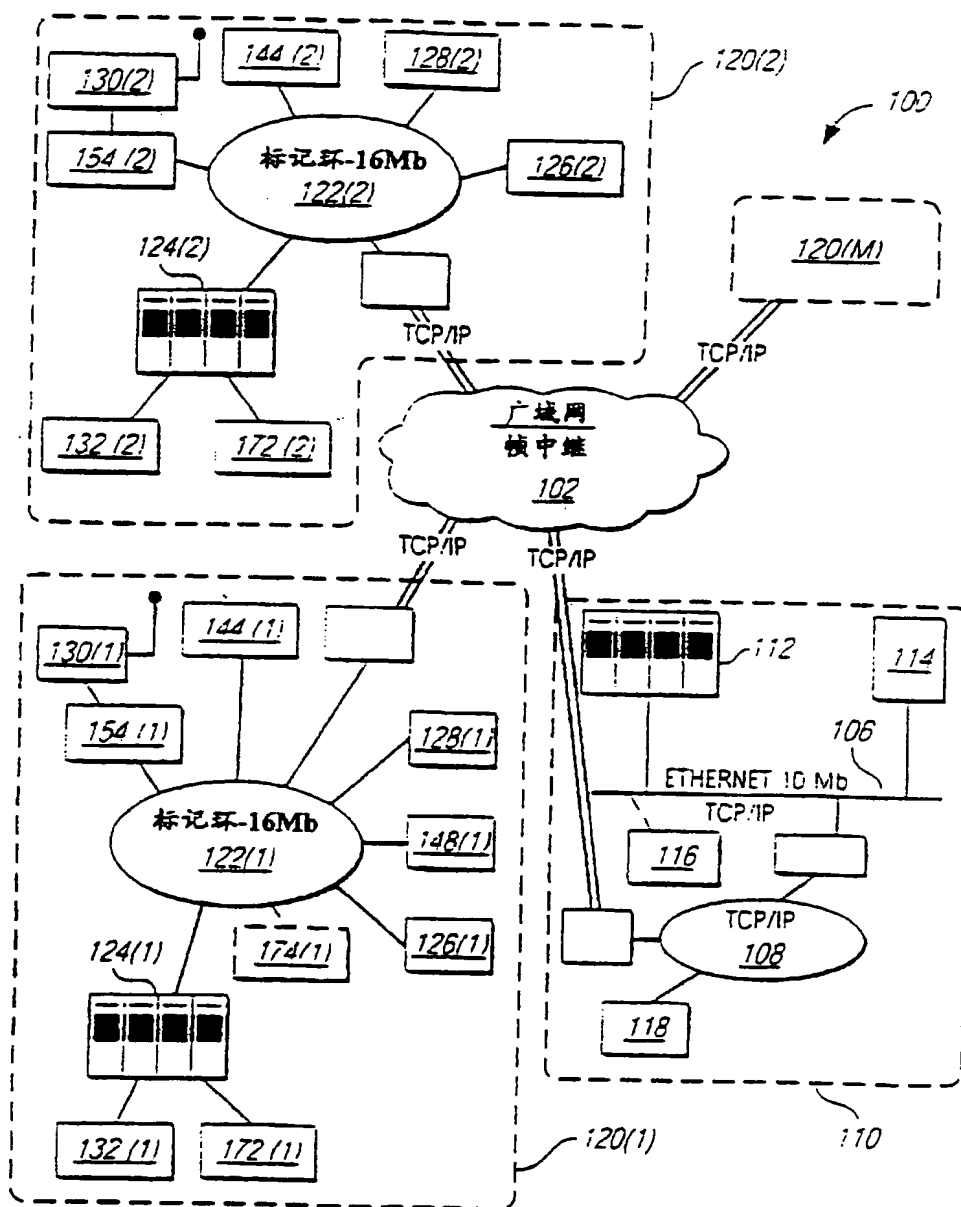 144(2)
128(2)
120(2)
130(2)
100
154(2)
标记环-16Mb
122(2)
126(2)
124(2)
120(M)
TCP/IP
TCP/IP
132(2)
172(2)
广域网
帧中继
102
TCP/IP
TCP/IP
144(1)
130(1)
112
114
154(1)
128(1)
106
ETHERNET 10 Mb
TCP/IP
标记环-16Mb
122(1)
148(1)
116
174(1)
126(1)
TCP/IP
108
124(1)
118
132(1)
172(1)
120(1)
110